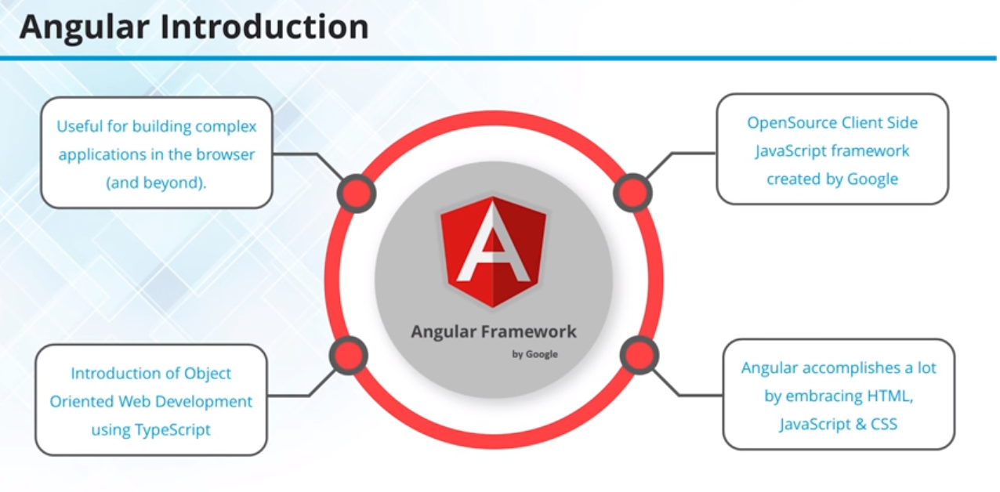 Angular Introduction
Useful for building complex
applications in the browser
(and beyond).
OpenSource Client Side
JavaScript framework
created by Google
Angular Framework
by Google
Introduction of Object
Oriented Web Development
using TypeScript
Angular accomplishes a lot
by embracing HTML,
JavaScript & CSS